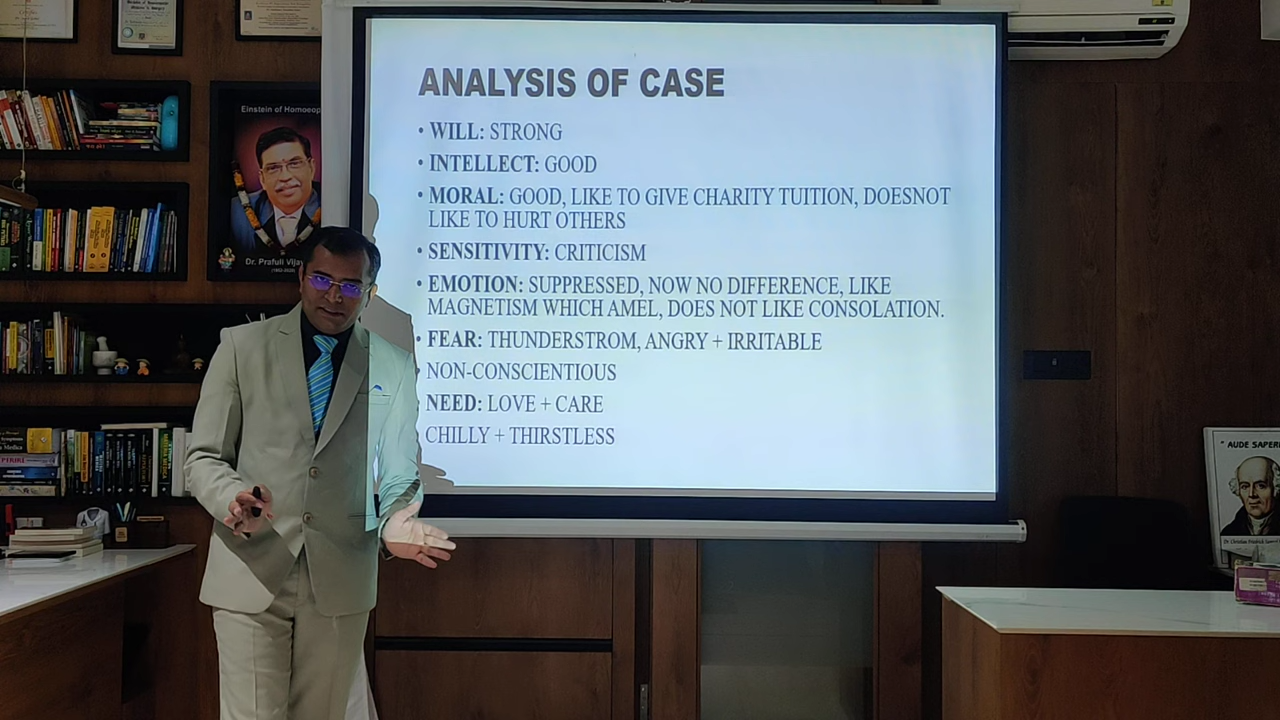 Einstein of Homoeop
Dr. Prafull Vijay
ANALYSIS OF CASE
• WILL: STRONG
• INTELLECT: GOOD
• MORAL: GOOD, LIKE TO GIVE CHARITY TUITION, DOESNOT
LIKE TO HURT OTHERS
• SENSITIVITY: CRITICISM
• EMOTION: SUPPRESSED, NOW NO DIFFERENCE, LIKE
MAGNETISM WHICH AMEL, DOES NOT LIKE CONSOLATION.
• FEAR: THUNDERSTROM, ANGRY + IRRITABLE
NON-CONSCIENTIOUS
NEED: LOVE + CARE
CHILLY + THIRSTLESS
" AUDE SAPER